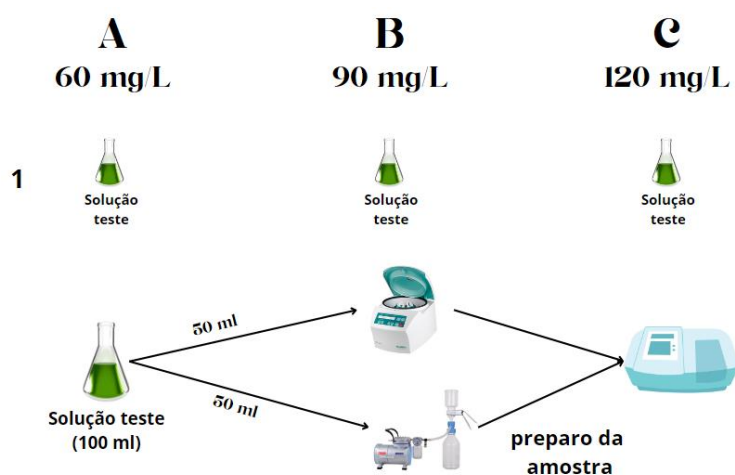 A B C
60 mg/L 90 mg/L 120 mg/L
1
Solução
teste
Solução
teste
Solução
teste
50 ml
50 ml
Solução teste
(100 ml)
preparo da
amostra